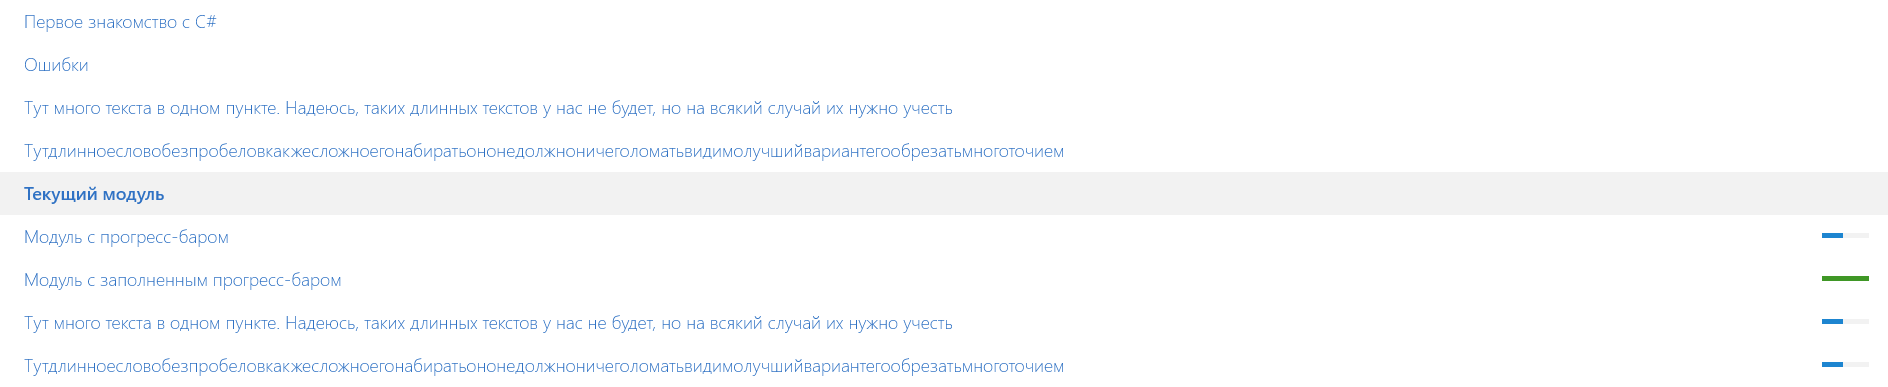 Первое знакомство с C#
Ошибки
Тут много текста в одном пункте. Надеюсь, таких длинных текстов у нас не будет, но на всякий случай их нужно учесть
Тутдлинноесловобезпробеловкакжесложноегонабиратьононедолжноничеголоматьвидимолучшийвариантегообрезатьмноготочием
Текущий модуль
Модуль с прогресс-баром
Модуль с заполненным прогресс-баром
Тут много текста в одном пункте. Надеюсь, таких длинных текстов у нас не будет, но на всякий случай их нужно учесть
Тутдлинноесловобезпробеловкакжесложноегонабиратьононедолжноничеголоматьвидимолучшийвариантегообрезатьмноготочием